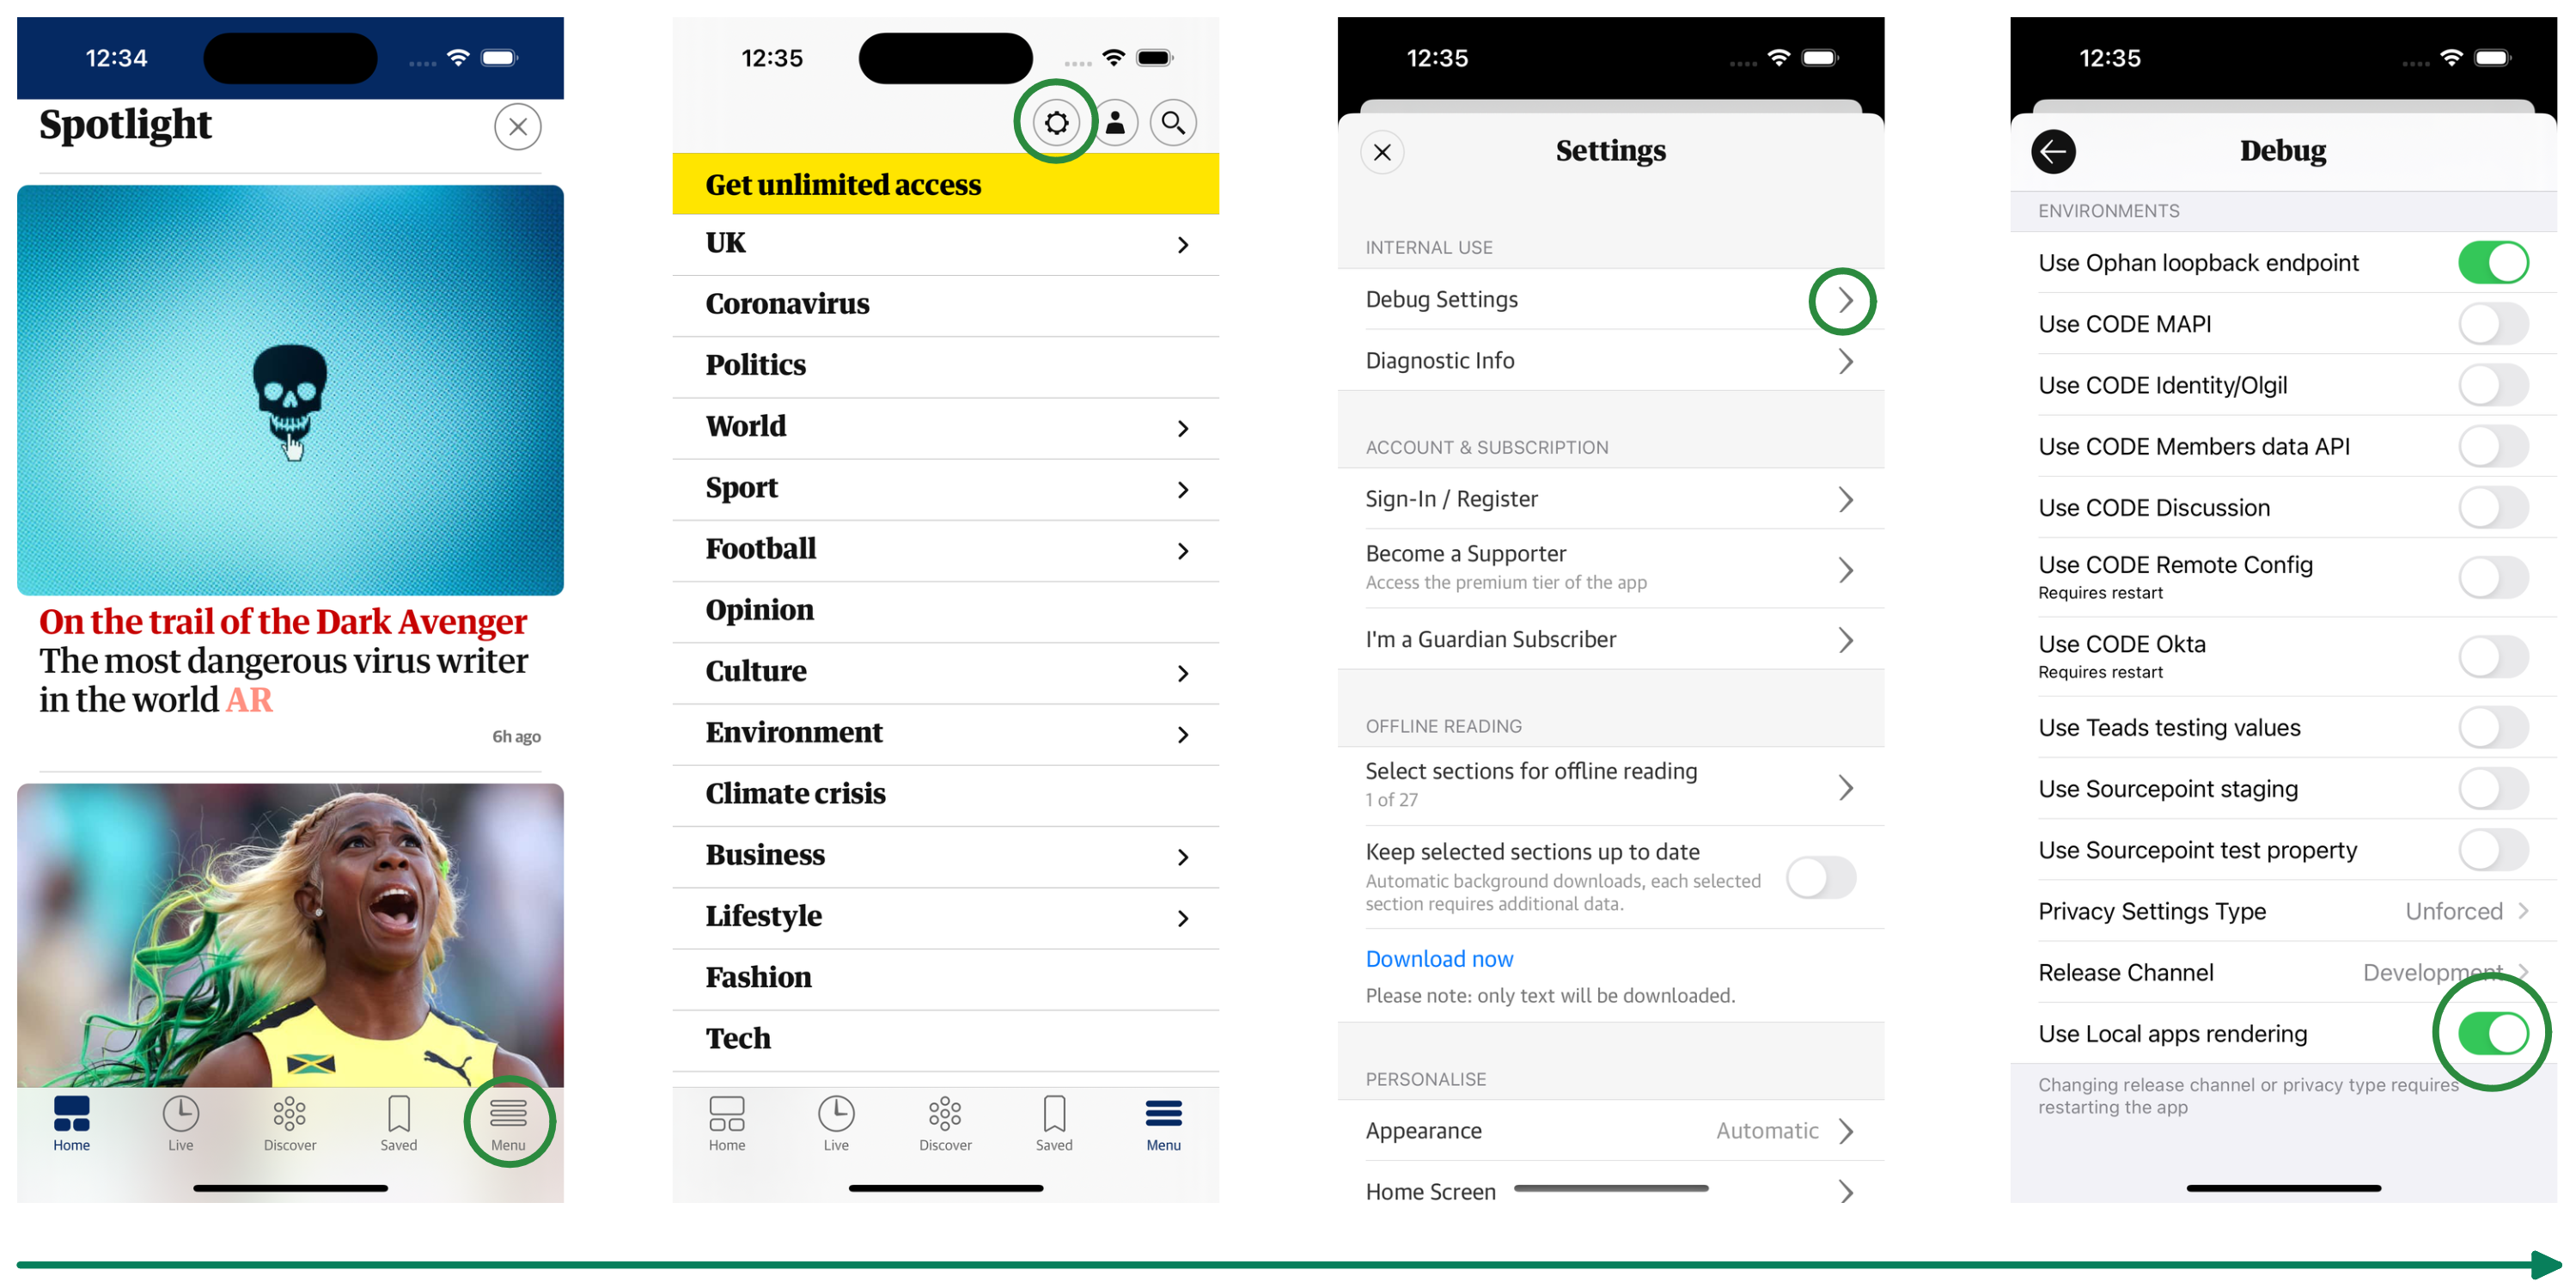 12:34
Spotlight
On the trail of the Dark Avenger
The most dangerous virus writer
in the world AR
6h ago
Home
Live
Discover
Saved
Menu
12:35
Get unlimited access
UK
Coronavirus
Politics
World
Sport
Football
Opinion
Culture
Environment
Climate crisis
Business
Lifestyle
Fashion
Tech
Home
Live
Discover
Saved
Menu
12:35
Settings
INTERNAL USE
Debug Settings
Diagnostic Info
ACCOUNT & SUBSCRIPTION
Sign-In / Register
Become a Supporter
Access the premium tier of the app
I'm a Guardian Subscriber
OFFLINE READING
Select sections for offline reading
1 of 27
Keep selected sections up to date
Automatic background downloads, each selected
section requires additional data.
Download now
Please note: only text will be downloaded.
PERSONALISE
Appearance Automatic
Home Screen
12:35
Debug
ENVIRONMENTS
Use Ophan loopback endpoint
Use CODE MAPI
Use CODE Identity/Olgil
Use CODE Members data API
Use CODE Discussion
Use CODE Remote Config
Requires restart
Use CODE Okta
Requires restart
Use Teads testing values
Use Sourcepoint staging
Use Sourcepoint test property
Privacy Settings Type Unforced
Release Channel Development
Use Local apps rendering
Changing release channel or privacy type requires
restarting the app